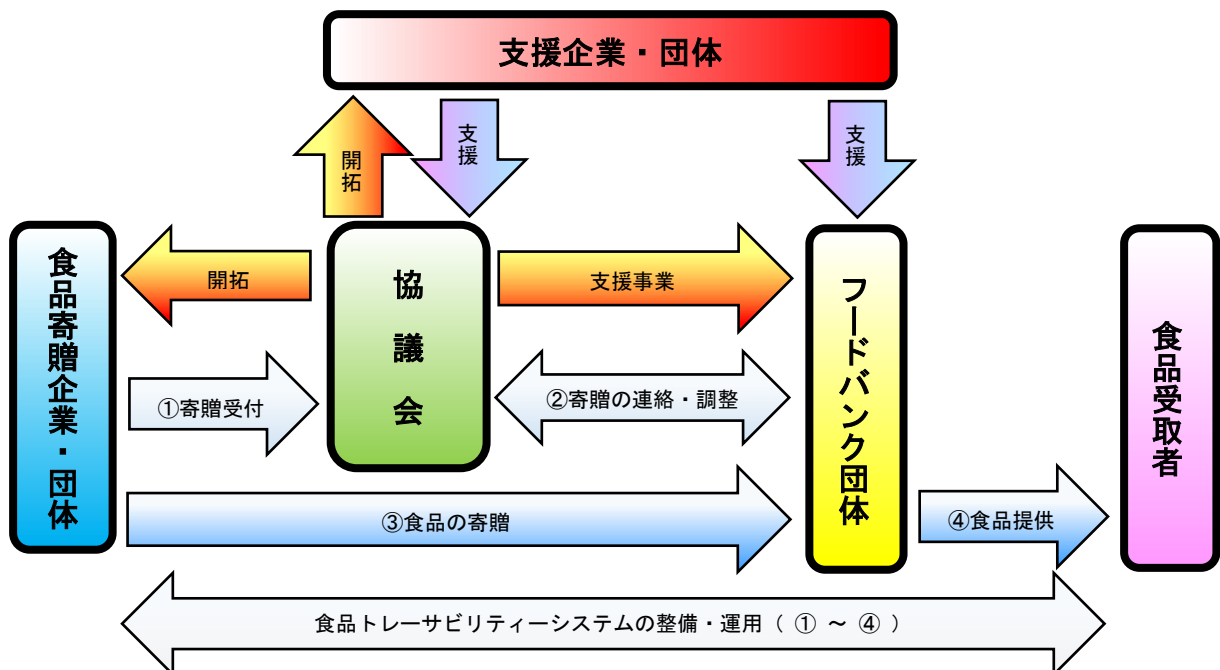 支援企業・団体
開拓
支援
支援
食品寄贈企業・団体
開拓
協議会
支援事業
フードバンク団体
食品受取者
①寄贈受付
②寄贈の連絡・調整
③食品の寄贈
④食品提供
食品トレーサビリティーシステムの整備・運用（ ① ～ ④ ）